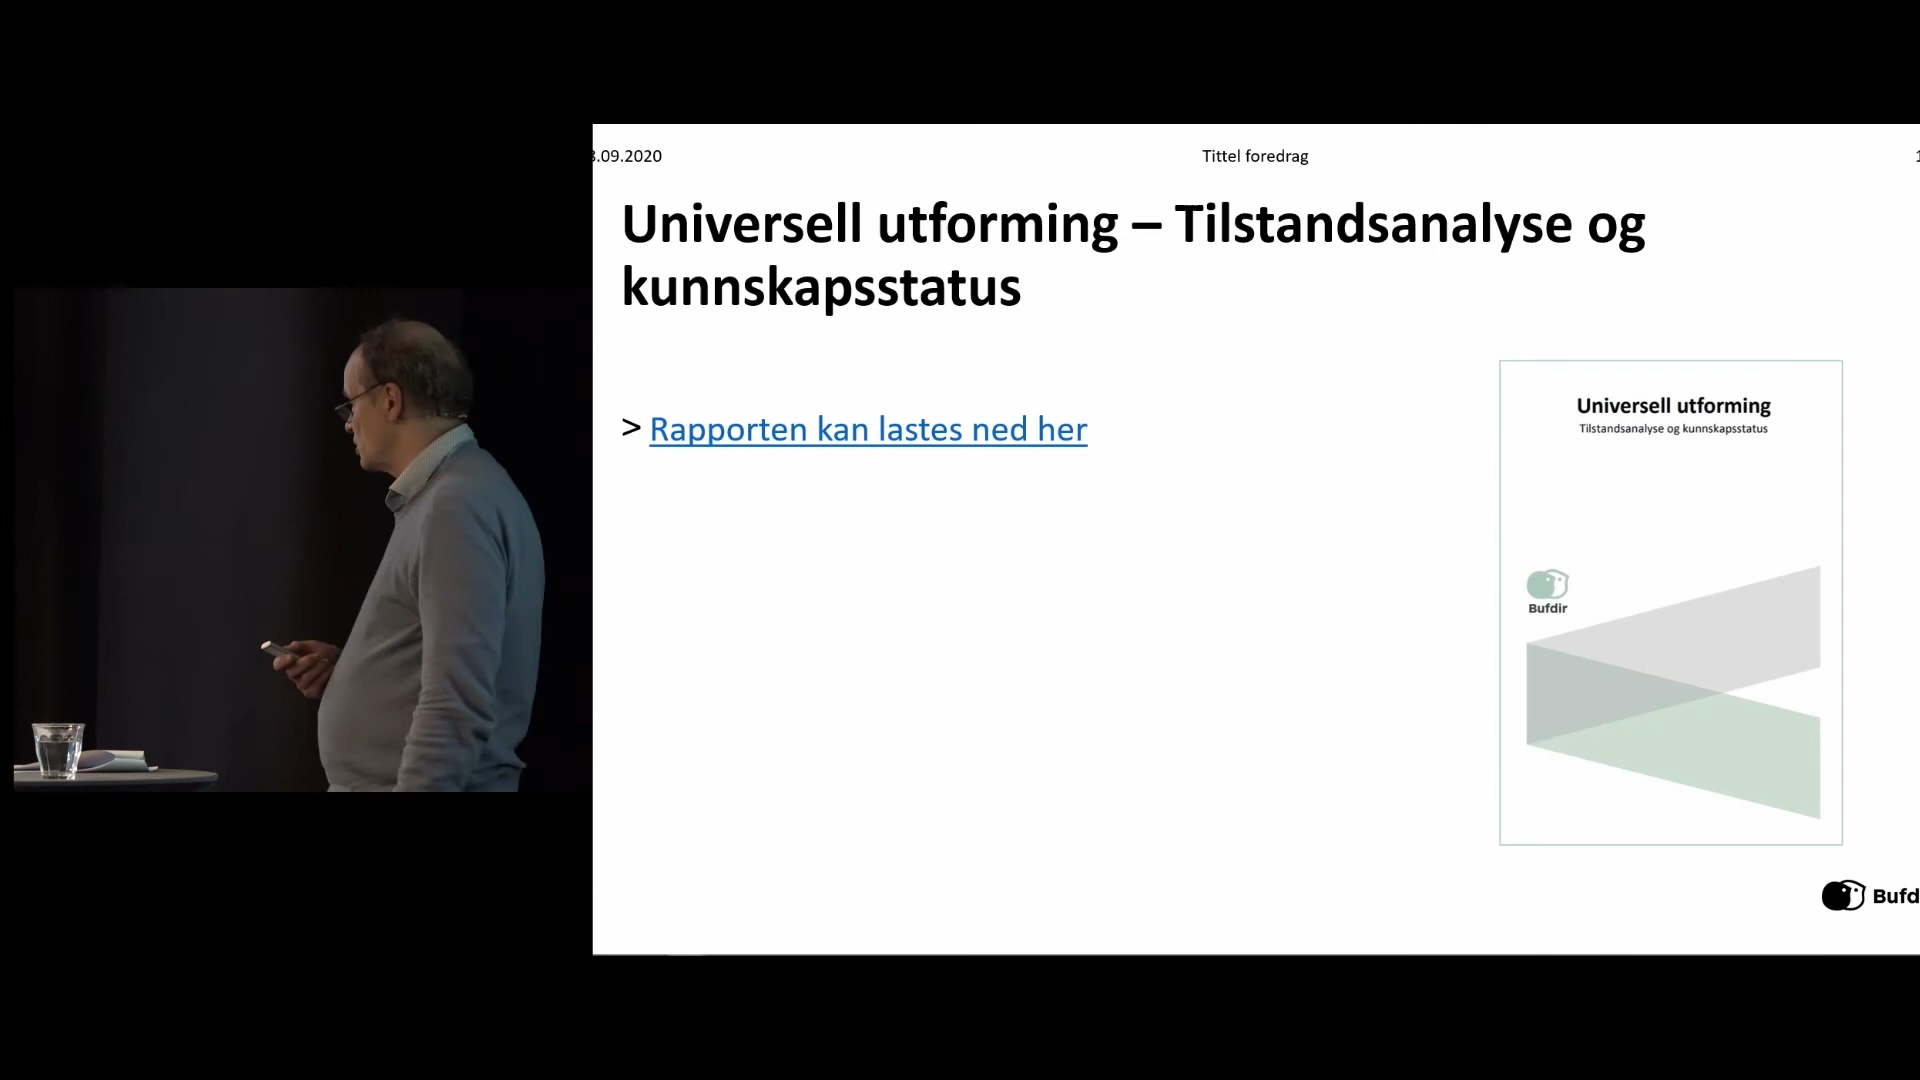 .09.2020
Tittel foredrag
Universell utforming – Tilstandsanalyse og
kunnskapsstatus
> Rapporten kan lastes ned her
Universell utforming
Tilstandsanalyse og kunnskapsstatus
Bufdir
Bufd